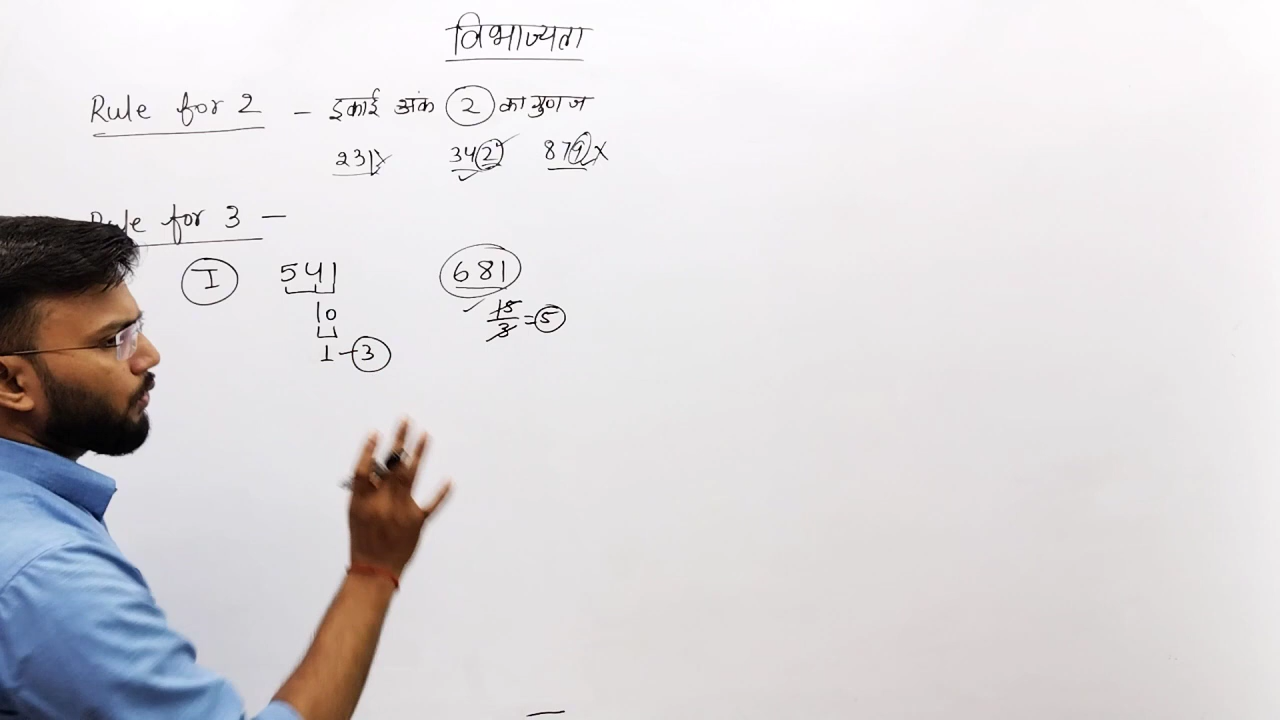 विभाज्यता
Rule for 2 - इकाई अंक 2 का गुणज
231 x 342 ✓ 879 x
Rule for 3 -
I 541 681
10 ✓ 15/3 = 5
1 - 3